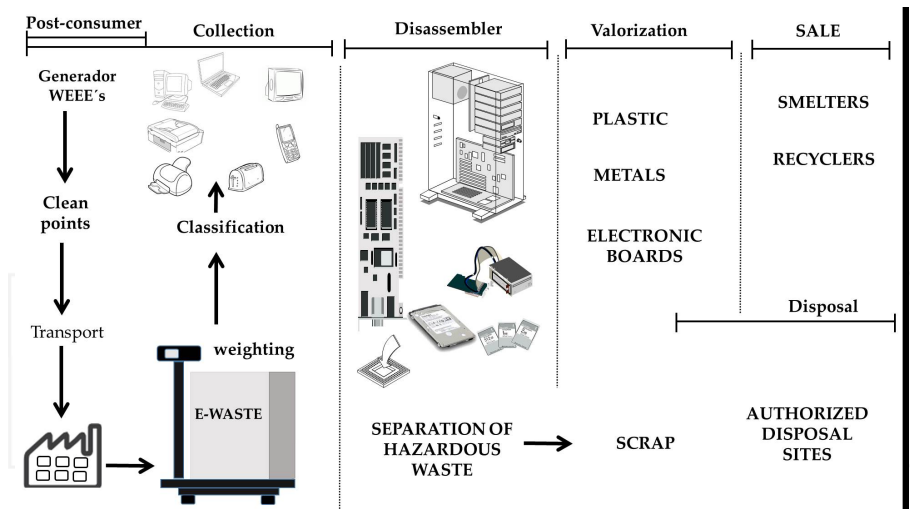 Post-consumer
Collection
Disassembler
Valorization
SALE
Generador
WEEE´s
Clean
points
Transport
Classification
weighting
E-WASTE
PLASTIC
METALS
ELECTRONIC
BOARDS
SMELTERS
RECYCLERS
Disposal
SEPARATION OF
HAZARDOUS
WASTE
SCRAP
AUTHORIZED
DISPOSAL
SITES